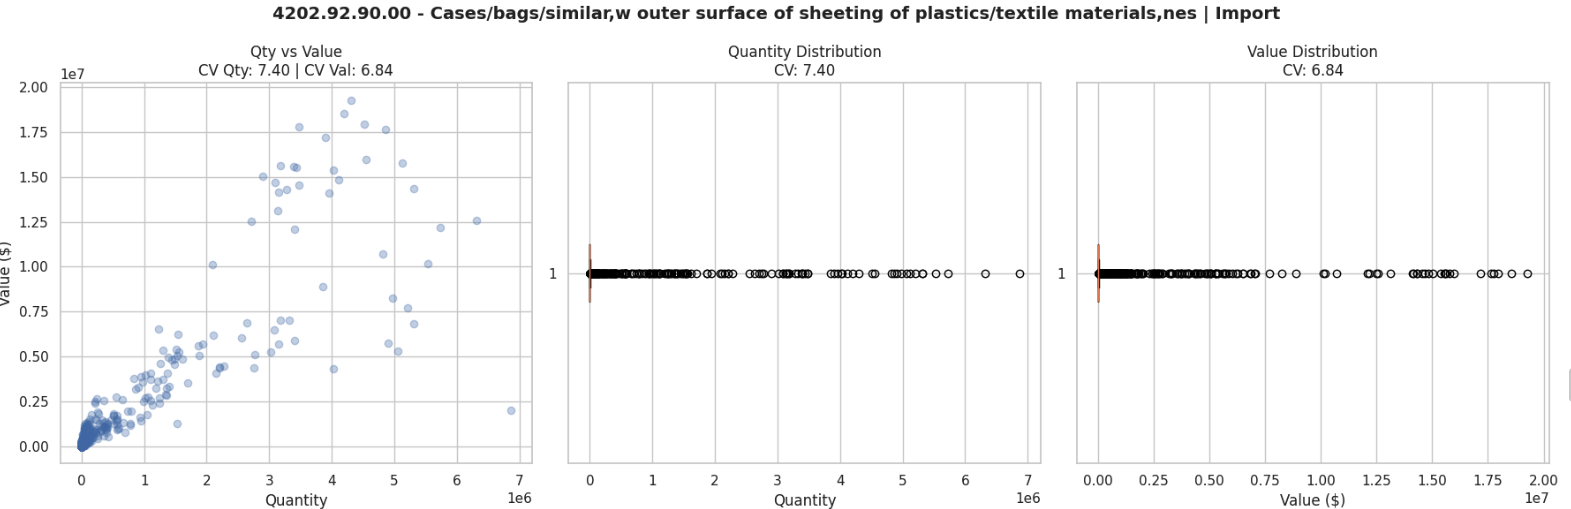 4202.92.90.00 - Cases/bags/similar,w outer surface of sheeting of plastics/textile materials,nes | Import
Qty vs Value
CV Qty: 7.40 | CV Val: 6.84
1e7
2.00
1.75
1.50
1.25
1.00
0.75
0.50
0.25
0.00
Value ($)
0 1 2 3 4 5 6 7
1e6
Quantity
Quantity Distribution
CV: 7.40
1
0 1 2 3 4 5 6 7
1e6
Quantity
Value Distribution
CV: 6.84
1
0.00 0.25 0.50 0.75 1.00 1.25 1.50 1.75 2.00
1e7
Value ($)